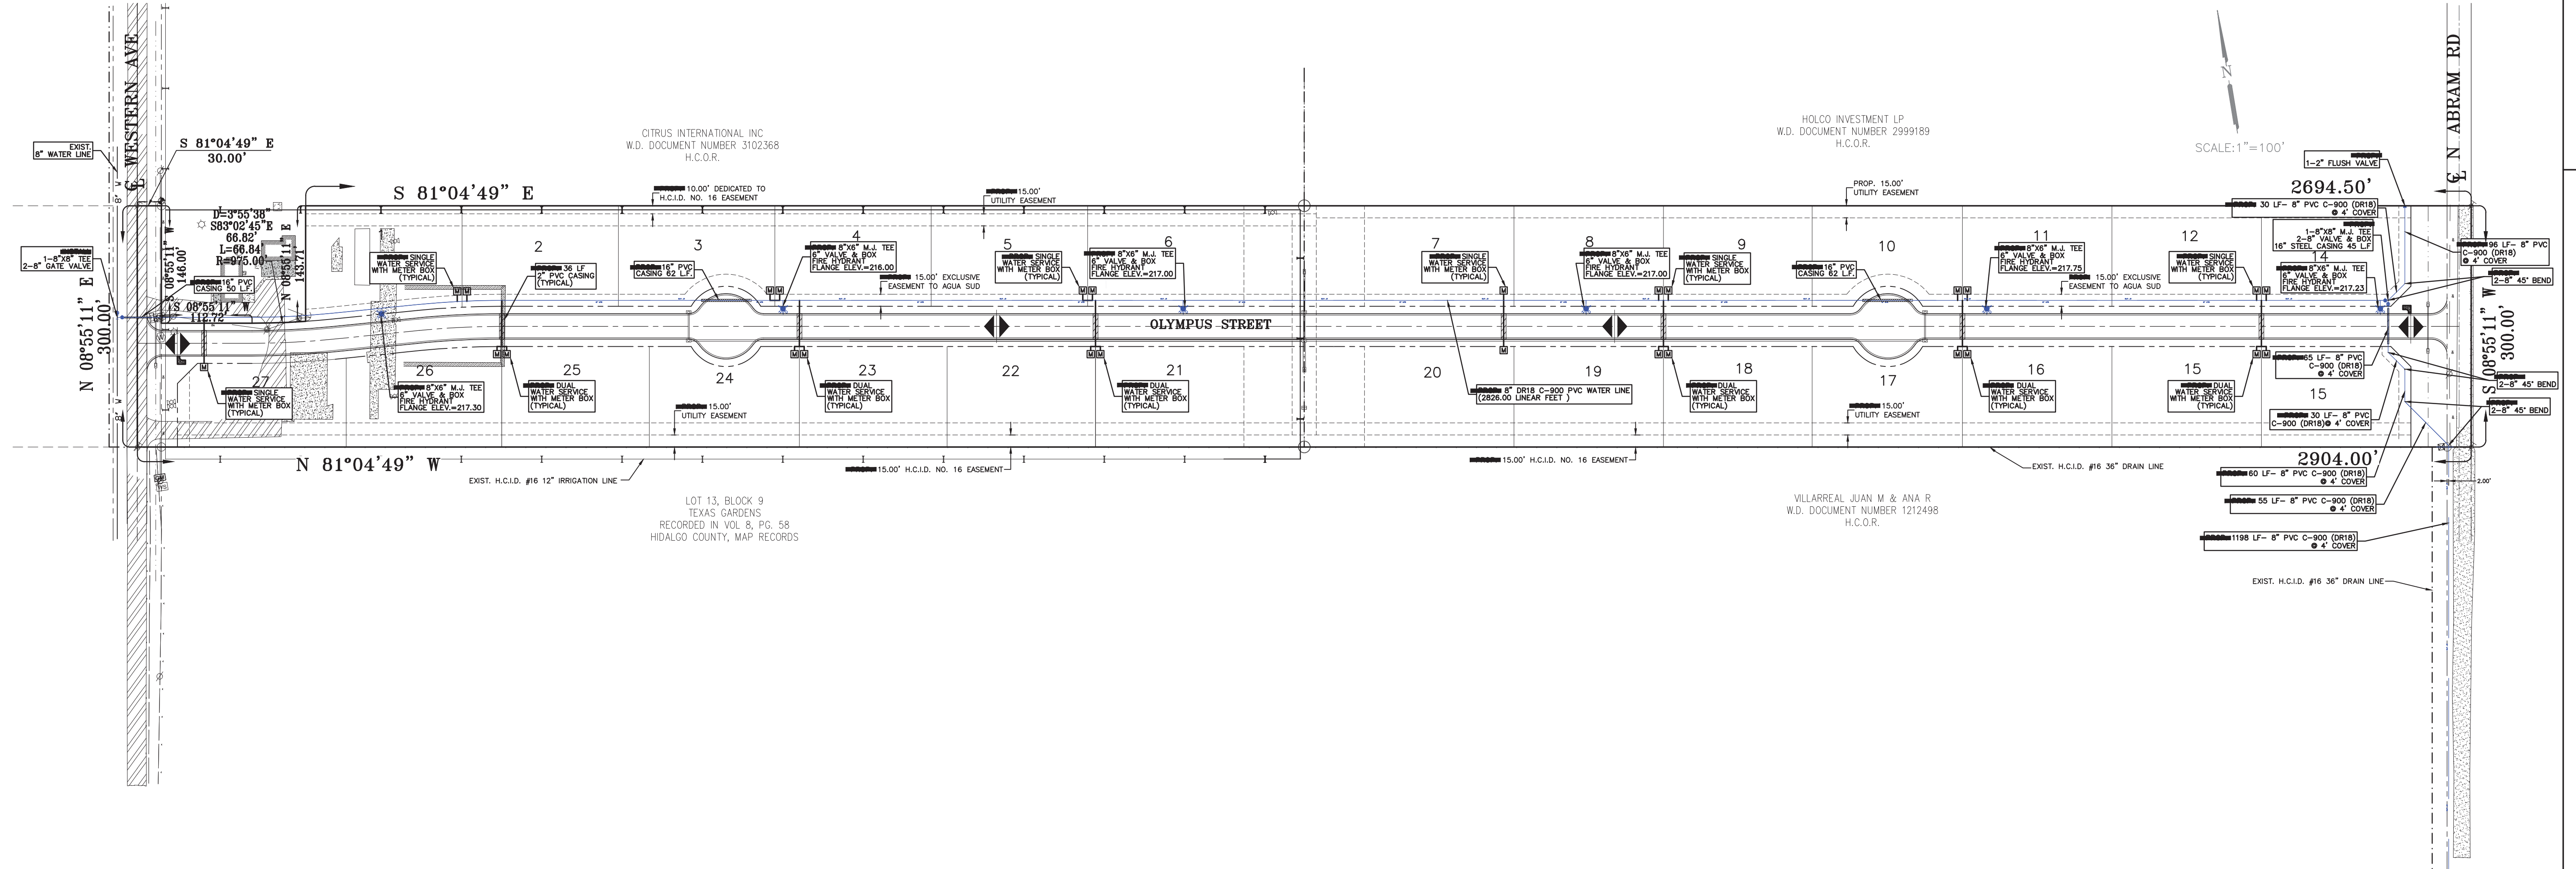 C/L WESTERN AVE
EXIST.
8" WATER LINE
S 81°04'49" E
30.00'
CITRUS INTERNATIONAL INC
W.D. DOCUMENT NUMBER 3102368
H.C.O.R.
HOLCO INVESTMENT LP
W.D. DOCUMENT NUMBER 2999189
H.C.O.R.
N
SCALE:1"=100'
C/L N ABRAM RD
1-2" FLUSH VALVE
2694.50'
S 81°04'49" E
10.00' DEDICATED TO
H.C.I.D. NO. 16 EASEMENT
15.00'
UTILITY EASEMENT
PROP. 15.00'
UTILITY EASEMENT
30 LF- 8" PVC C-900 (DR18)
@ 4' COVER
1-8"X8" M.J. TEE
2-8" VALVE & BOX
16" STEEL CASING 45 L.F
96 LF- 8" PVC
C-900 (DR18)
@ 4' COVER
2-8" 45° BEND
D=3°55'38"
S83°02'45"E
66.82'
L=66.84'
R=975.00'
S 08°55'11" W
146.00'
N 08°55'11" E
143.71'
16" PVC
CASING 50 L.F.
S 08°55'11" W
112.72'
1-8"X8" TEE
2-8" GATE VALVE
N 08°55'11" E
300.00'
8" W
8" W
SINGLE
WATER SERVICE
WITH METER BOX
(TYPICAL)
2
36 LF
2" PVC CASING
(TYPICAL)
3
16" PVC
CASING 62 L.F.
4
8"X6" M.J. TEE
6" VALVE & BOX
FIRE HYDRANT
FLANGE ELEV.=216.00
15.00' EXCLUSIVE
EASEMENT TO AGUA SUD
5
SINGLE
WATER SERVICE
WITH METER BOX
(TYPICAL)
6
8"X6" M.J. TEE
6" VALVE & BOX
FIRE HYDRANT
FLANGE ELEV.=217.00
7
SINGLE
WATER SERVICE
WITH METER BOX
(TYPICAL)
8
8"X6" M.J. TEE
6" VALVE & BOX
FIRE HYDRANT
FLANGE ELEV.=217.00
9
SINGLE
WATER SERVICE
WITH METER BOX
(TYPICAL)
10
16" PVC
CASING 62 L.F.
11
8"X6" M.J. TEE
6" VALVE & BOX
FIRE HYDRANT
FLANGE ELEV.=217.75
15.00' EXCLUSIVE
EASEMENT TO AGUA SUD
12
SINGLE
WATER SERVICE
WITH METER BOX
(TYPICAL)
14
8"X6" M.J. TEE
6" VALVE & BOX
FIRE HYDRANT
FLANGE ELEV.=217.23
OLYMPUS STREET
S 08°55'11" W
300.00'
27
SINGLE
WATER SERVICE
WITH METER BOX
(TYPICAL)
26
8"X6" M.J. TEE
6" VALVE & BOX
FIRE HYDRANT
FLANGE ELEV.=217.30
25
DUAL
WATER SERVICE
WITH METER BOX
(TYPICAL)
24
15.00'
UTILITY EASEMENT
23
DUAL
WATER SERVICE
WITH METER BOX
(TYPICAL)
22
21
DUAL
WATER SERVICE
WITH METER BOX
(TYPICAL)
20
8" DR18 C-900 PVC WATER LINE
(2826.00 LINEAR FEET )
19
18
DUAL
WATER SERVICE
WITH METER BOX
(TYPICAL)
17
15.00'
UTILITY EASEMENT
16
DUAL
WATER SERVICE
WITH METER BOX
(TYPICAL)
15
DUAL
WATER SERVICE
WITH METER BOX
(TYPICAL)
65 LF- 8" PVC
C-900 (DR18)
@ 4' COVER
15
30 LF- 8" PVC
C-900 (DR18)@ 4' COVER
2-8" 45° BEND
2-8" 45° BEND
N 81°04'49" W
EXIST. H.C.I.D. #16 12" IRRIGATION LINE
15.00' H.C.I.D. NO. 16 EASEMENT
15.00' H.C.I.D. NO. 16 EASEMENT
EXIST. H.C.I.D. #16 36" DRAIN LINE
2904.00'
60 LF- 8" PVC C-900 (DR18)
@ 4' COVER
2.00'
55 LF- 8" PVC C-900 (DR18)
@ 4' COVER
1198 LF- 8" PVC C-900 (DR18)
@ 4' COVER
LOT 13, BLOCK 9
TEXAS GARDENS
RECORDED IN VOL 8, PG. 58
HIDALGO COUNTY, MAP RECORDS
VILLARREAL JUAN M & ANA R
W.D. DOCUMENT NUMBER 1212498
H.C.O.R.
EXIST. H.C.I.D. #16 36" DRAIN LINE